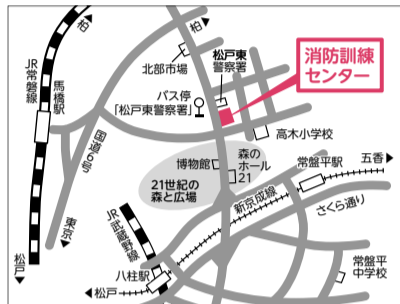 ▲柏
柏▲
JR常磐線
馬橋駅
北部市場
松戸東
警察署
消防訓練
センター
バス停
「松戸東警察署」
国道6号
高木小学校
博物館
森の
ホール
21
21世紀の
森と広場
常盤平駅
五香▶
新京成線
さくら通り
東京▼
JR武蔵野線
松戸▼
八柱駅
◀松戸
常盤平
中学校